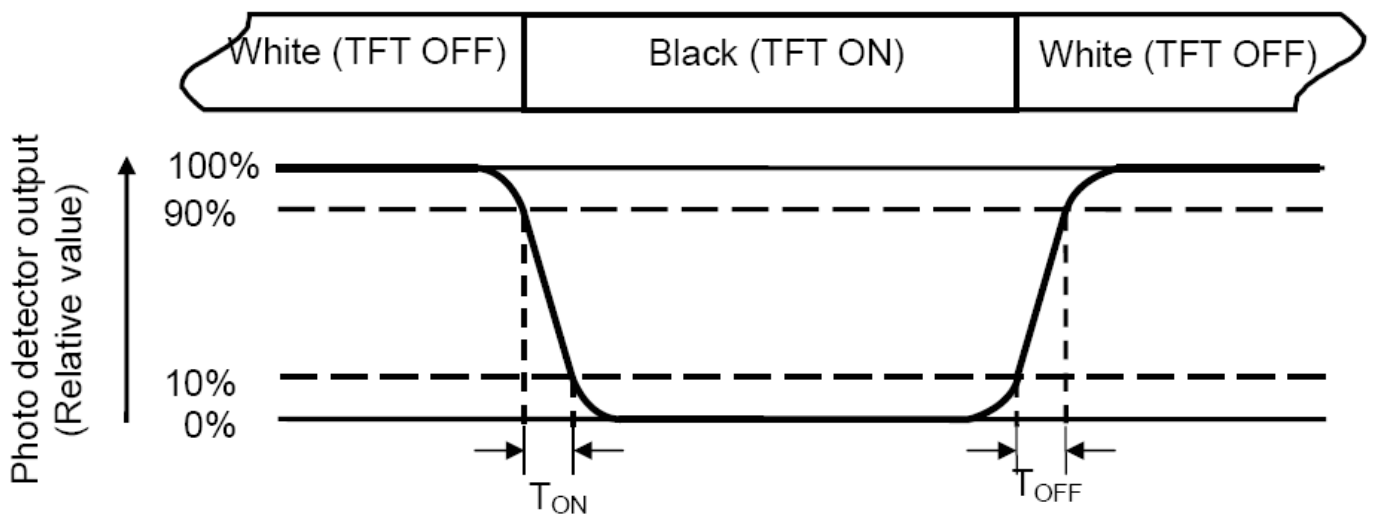 White (TFT OFF)
Black (TFT ON)
White (TFT OFF)
Photo detector output
(Relative value)
100%
90%
10%
0%
TON
TOFF